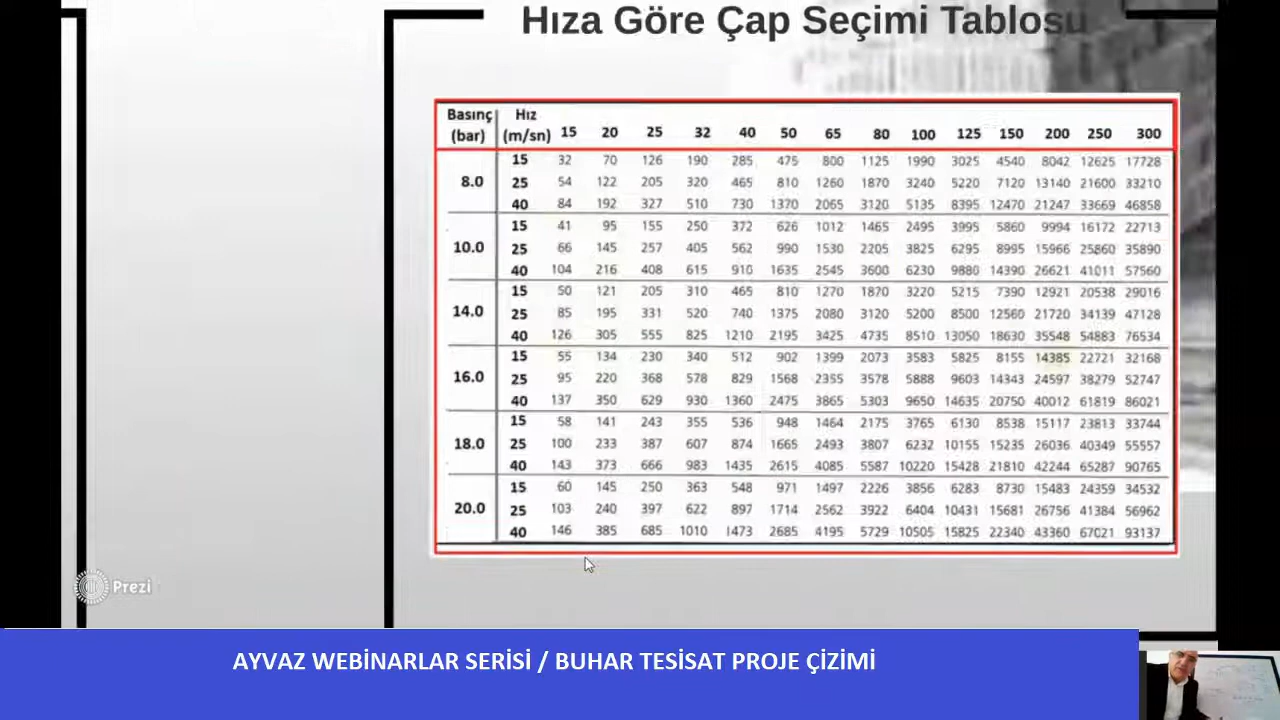 Hıza Göre Çap Seçimi Tablosu
Basınç (bar) Hız (m/sn) 15 20 25 32 40 50 65 80 100 125 150 200 250 300
8.0
15 32 70 126 190 285 475 800 1125 1990 3025 4540 8042 12625 17728
25 54 122 205 320 465 810 1260 1870 3240 5220 7120 13140 21600 33210
40 84 192 327 510 730 1370 2065 3120 5135 8395 12470 21247 33669 46858
10.0
15 41 95 155 250 372 626 1012 1465 2495 3995 5860 9994 16172 22713
25 66 145 257 405 562 990 1530 2205 3825 6295 8995 15966 25860 35890
40 104 216 408 615 910 1635 2545 3600 6230 9880 14390 26621 41011 57560
14.0
15 50 121 205 310 465 810 1270 1870 3220 5215 7390 12921 20538 29016
25 85 195 331 520 740 1375 2080 3120 5200 8500 12560 21720 34139 47128
40 126 305 555 825 1210 2195 3425 4735 8510 13050 18630 35548 54883 76534
16.0
15 55 134 230 340 512 902 1399 2073 3583 5825 8155 14385 22721 32168
25 95 220 368 578 829 1568 2355 3578 5888 9603 14343 24597 38279 52747
40 137 350 629 930 1360 2475 3865 5303 9650 14635 20750 40012 61819 86021
18.0
15 58 141 243 355 536 948 1464 2175 3765 6130 8538 15117 23813 33744
25 100 233 387 607 874 1665 2493 3807 6232 10155 15235 26036 40349 55557
40 143 373 666 983 1435 2615 4085 5587 10220 15428 21810 42244 65287 90765
20.0
15 60 145 250 363 548 971 1497 2226 3856 6283 8730 15483 24359 34532
25 103 240 397 622 897 1714 2562 3922 6404 10431 15681 26756 41384 56962
40 146 385 685 1010 1473 2685 4195 5729 10505 15825 22340 43360 67021 93137
Prezi
AYVAZ WEBİNARLAR SERİSİ / BUHAR TESİSAT PROJE ÇİZİMİ